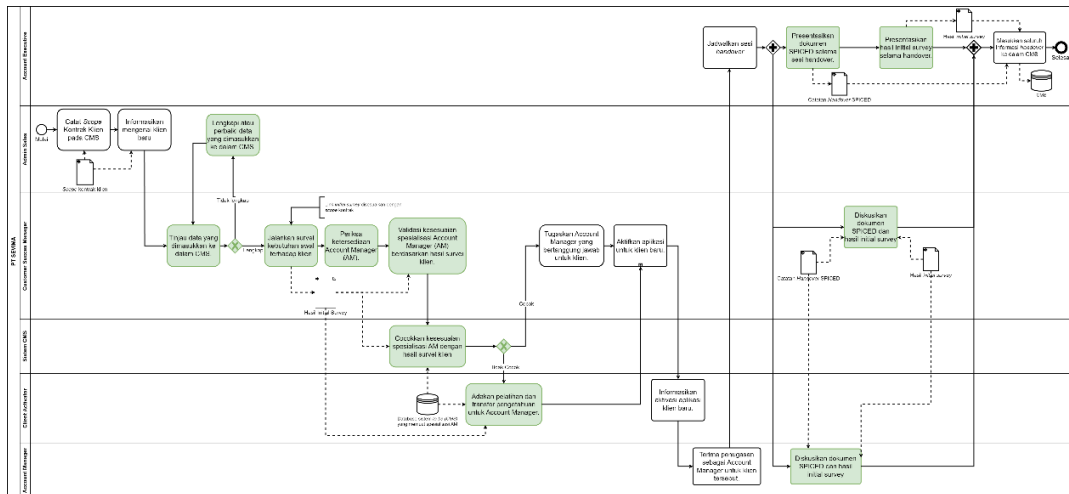 PT SEVIMA
Account Executive
Jadwalkan sesi
handover.
Presentasikan
dokumen
SPICED selama
sesi handover.
Catatan Handover SPICED
Presentasikan
hasil initial survey
selama handover.
Hasil initial survey
Masukan seluruh
informasi handover
ke dalam CMS
CMS
Selesai
Admin Sales
Mulai
Catat Scope
Kontrak Klien
pada CMS
Scope kontrak klien
Informasikan
mengenai klien
baru
Lengkapi atau
perbaiki data
yang dimasukkan
ke dalam CMS.
Customer Success Manager
Tinjau data yang
dimasukkan ke
dalam CMS.
Tidak lengkap
Lengkap
Jalankan survei
kebutuhan awal
terhadap klien
scope kontrak
Hasil Initial Survey
Periksa
ketersediaan
Account Manager
(AM).
Validasi kesesuaian
spesialisasi Account
Manager (AM)
berdasarkan hasil survei
klien.
Tugaskan Account
Manager yang
bertanggung jawab
untuk klien.
Aktifkan aplikasi
untuk klien baru.
Diskusikan
dokumen
SPICED dan
hasil initial survey
Catatan Handover SPICED
Hasil initial survey
Sistem CMS
Cocokkan kesesuaian
spesialisasi AM dengan
hasil survei klien
Cocok
Tidak Cocok
Client Activator
yang memuat spesialisasi AM
Adakan pelatihan dan
transfer pengetahuan
untuk Account Manager.
Informasikan
aktivasi aplikasi
klien baru.
Account Manager
Terima penugasan
sebagai Account
Manager untuk klien
tersebut.
Diskusikan dokumen
SPICED dan hasil
initial survey